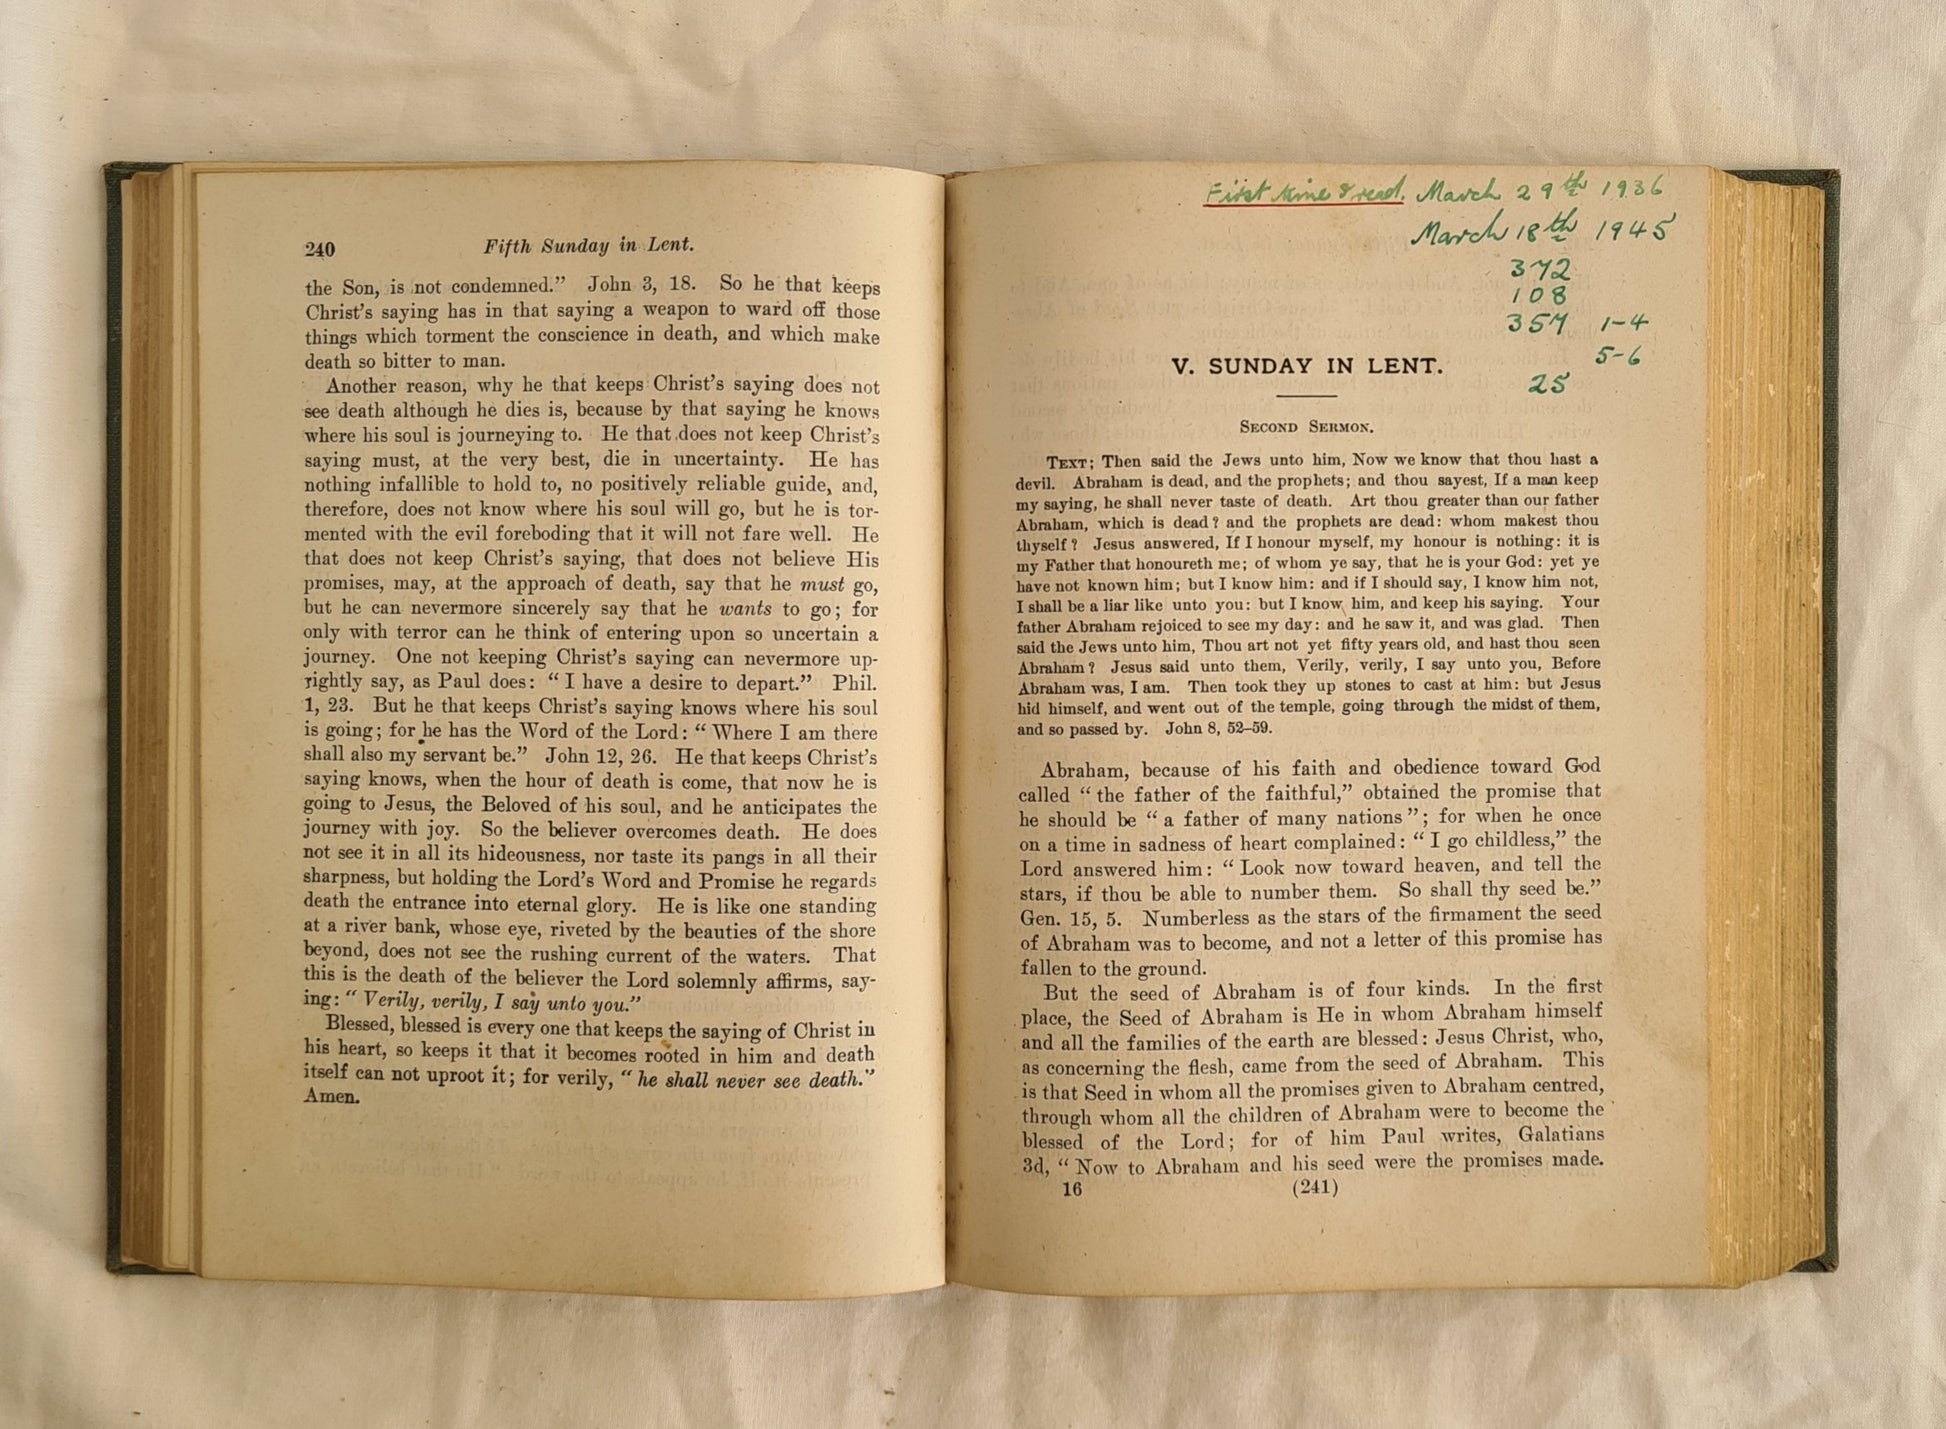 240 Fifth Sunday in Lent.
the Son, is not condemned.” John 3, 18. So he that keeps
Christ’s saying has in that saying a weapon to ward off those
things which torment the conscience in death, and which make
death so bitter to man.
Another reason, why he that keeps Christ’s saying does not
see death although he dies is, because by that saying he knows
where his soul is journeying to. He that does not keep Christ’s
saying must, at the very best, die in uncertainty. He has
nothing infallible to hold to, no positively reliable guide, and,
therefore, does not know where his soul will go, but he is tor-
mented with the evil foreboding that it will not fare well. He
that does not keep Christ’s saying, that does not believe His
promises, may, at the approach of death, say that he must go,
but he can nevermore sincerely say that he wants to go; for
only with terror can he think of entering upon so uncertain a
journey. One not keeping Christ’s saying can nevermore up-
rightly say, as Paul does: “I have a desire to depart.” Phil.
1, 23. But he that keeps Christ’s saying knows where his soul
is going; for he has the Word of the Lord: “Where I am there
shall also my servant be.” John 12, 26. He that keeps Christ’s
saying knows, when the hour of death is come, that now he is
going to Jesus, the Beloved of his soul, and he anticipates the
journey with joy. So the believer overcomes death. He does
not see it in all its hideousness, nor taste its pangs in all their
sharpness, but holding the Lord’s Word and Promise he regards
death the entrance into eternal glory. He is like one standing
at a river bank, whose eye, riveted by the beauties of the shore
beyond, does not see the rushing current of the waters. That
this is the death of the believer the Lord solemnly affirms, say-
ing: “Verily, verily, I say unto you.”
Blessed, blessed is every one that keeps the saying of Christ in
his heart, so keeps it that it becomes rooted in him and death
itself can not uproot it; for verily, “he shall never see death.”
Amen.
First time I read. March 29th 1936
March 18th 1945
372
108
357 1-4
5-6
25
V. SUNDAY IN LENT.
SECOND SERMON.
TEXT; Then said the Jews unto him, Now we know that thou hast a
devil. Abraham is dead, and the prophets; and thou sayest, If a man keep
my saying, he shall never taste of death. Art thou greater than our father
Abraham, which is dead? and the prophets are dead: whom makest thou
thyself? Jesus answered, If I honour myself, my honour is nothing: it is
my Father that honoureth me; of whom ye say, that he is your God: yet ye
have not known him; but I know him: and if I should say, I know him not,
I shall be a liar like unto you: but I know him, and keep his saying. Your
father Abraham rejoiced to see my day: and he saw it, and was glad. Then
said the Jews unto him, Thou art not yet fifty years old, and hast thou seen
Abraham? Jesus said unto them, Verily, verily, I say unto you, Before
Abraham was, I am. Then took they up stones to cast at him: but Jesus
hid himself, and went out of the temple, going through the midst of them,
and so passed by. John 8, 52–59.
Abraham, because of his faith and obedience toward God
called “the father of the faithful,” obtained the promise that
he should be “a father of many nations”; for when he once
on a time in sadness of heart complained: “I go childless,” the
Lord answered him: “Look now toward heaven, and tell the
stars, if thou be able to number them. So shall thy seed be.”
Gen. 15, 5. Numberless as the stars of the firmament the seed
of Abraham was to become, and not a letter of this promise has
fallen to the ground.
But the seed of Abraham is of four kinds. In the first
place, the Seed of Abraham is He in whom Abraham himself
and all the families of the earth are blessed: Jesus Christ, who,
as concerning the flesh, came from the seed of Abraham. This
is that Seed in whom all the promises given to Abraham centred,
through whom all the children of Abraham were to become the
blessed of the Lord; for of him Paul writes, Galatians
3d, “Now to Abraham and his seed were the promises made.
16 (241)